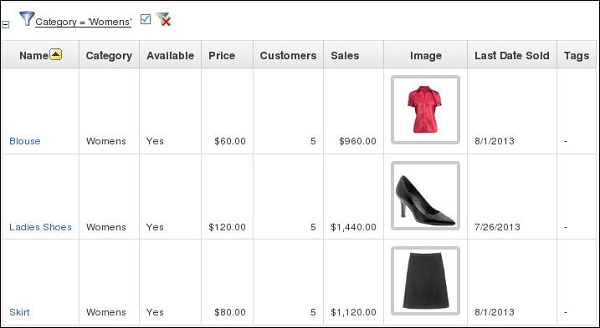 Category = 'Womens'
Name Category Available Price Customers Sales Image Last Date Sold Tags
Blouse Womens Yes $60.00 5 $960.00 8/1/2013 -
Ladies Shoes Womens Yes $120.00 5 $1,440.00 7/26/2013 -
Skirt Womens Yes $80.00 5 $1,120.00 8/1/2013 -